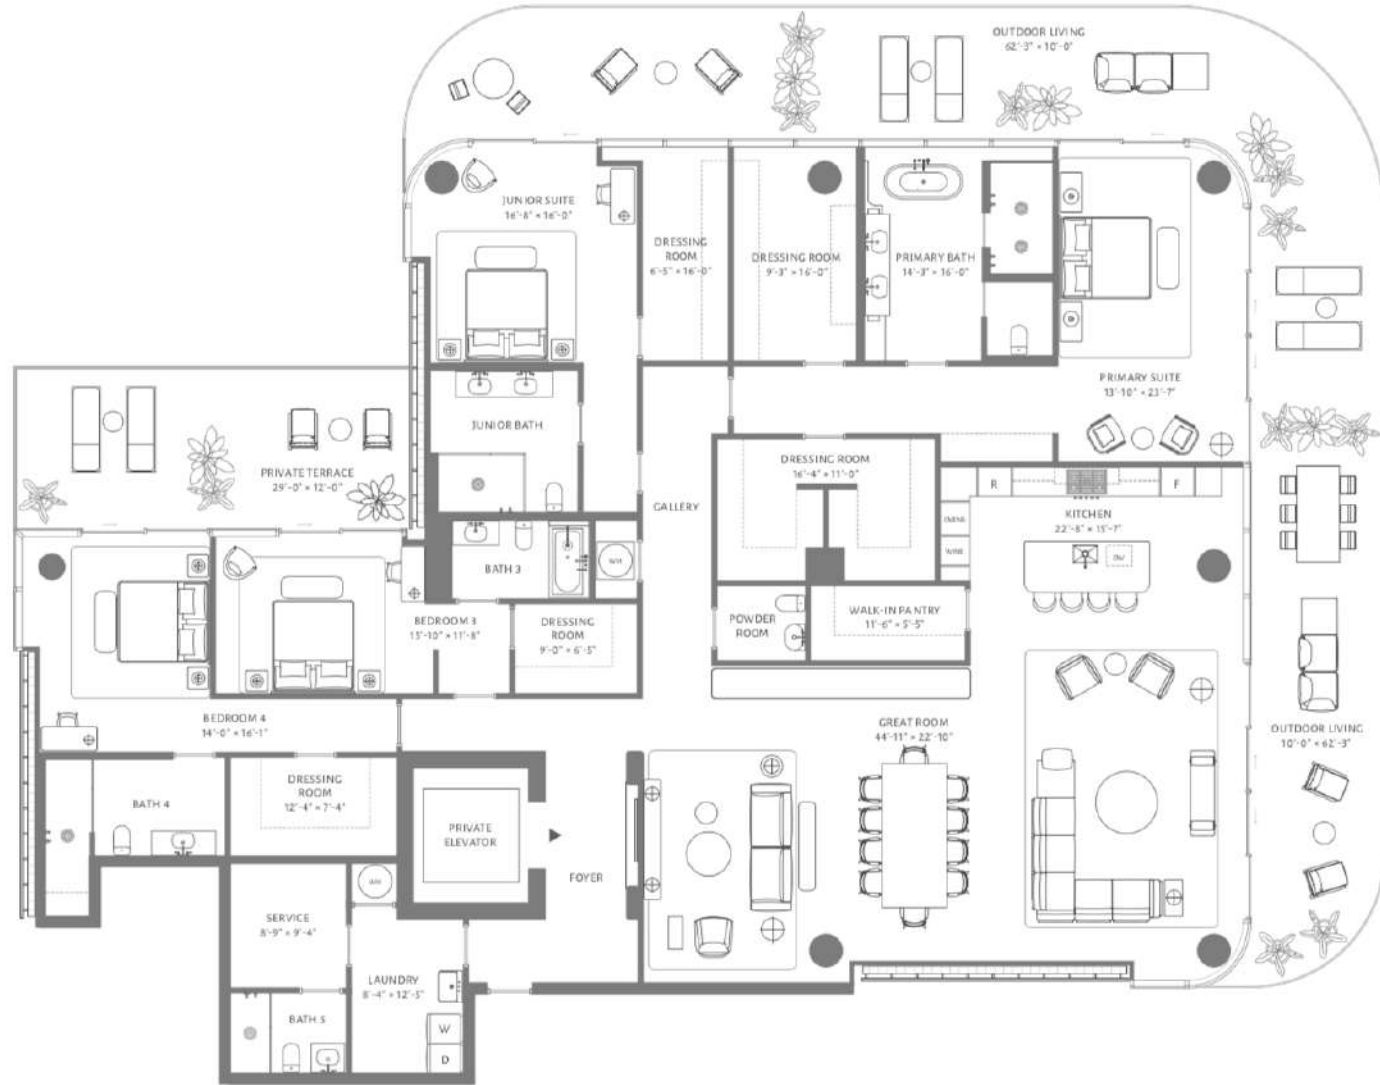 OUTDOOR LIVING
62'-3" × 10'-0"
JUNIOR SUITE
16'-8" × 16'-0"
DRESSING
ROOM
6'-5" × 16'-0"
DRESSING ROOM
9'-3" × 16'-0"
PRIMARY BATH
14'-3" × 16'-0"
PRIMARY SUITE
13'-10" × 23'-7"
JUNIOR BATH
PRIVATE TERRACE
29'-0" × 12'-0"
DRESSING ROOM
16'-4" × 11'-0"
GALLERY
R
F
KITCHEN
22'-8" × 15'-7"
OVENS
WINE
DW
BATH 3
WH
BEDROOM 3
13'-10" × 11'-8"
DRESSING
ROOM
9'-0" × 6'-5"
POWDER
ROOM
WALK-IN PANTRY
11'-6" × 5'-5"
BEDROOM 4
14'-0" × 16'-1"
GREAT ROOM
44'-11" × 22'-10"
OUTDOOR LIVING
10'-0" × 62'-3"
BATH 4
DRESSING
ROOM
12'-4" × 7'-4"
PRIVATE
ELEVATOR
FOYER
WH
SERVICE
8'-9" × 9'-4"
LAUNDRY
8'-4" × 12'-5"
BATH 5
W
D